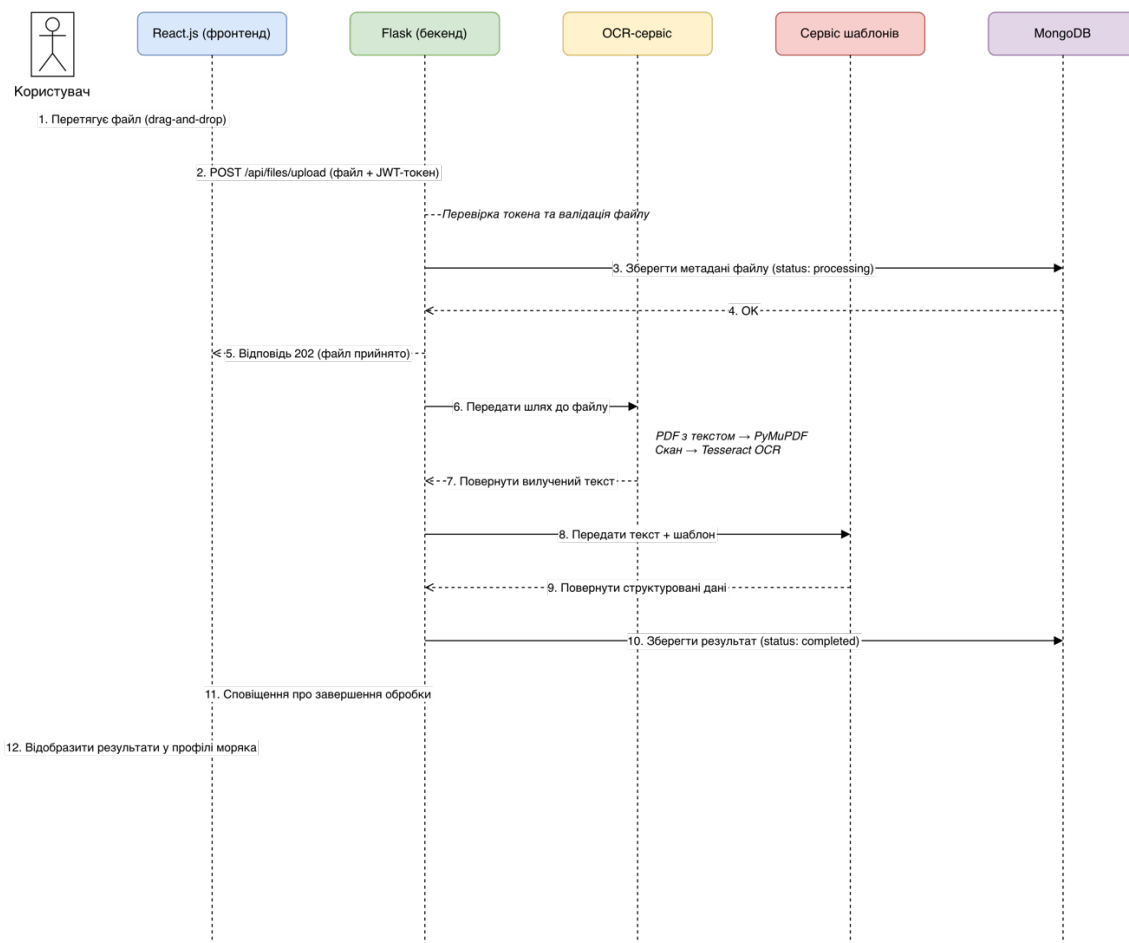 React.js (фронтенд)
Flask (бекенд)
OCR-сервіс
Сервіс шаблонів
MongoDB
Користувач
1. Перетягує файл (drag-and-drop)
2. POST /api/files/upload (файл + JWT-токен)
Перевірка токена та валідація файлу
3. Зберегти метадані файлу (status: processing)
4. OK
5. Відповідь 202 (файл прийнято)
6. Передати шлях до файлу
PDF з текстом → PyMuPDF
Скан → Tesseract OCR
7. Повернути вилучений текст
8. Передати текст + шаблон
9. Повернути структуровані дані
10. Зберегти результат (status: completed)
11. Сповіщення про завершення обробки
12. Відобразити результати у профілі моряка